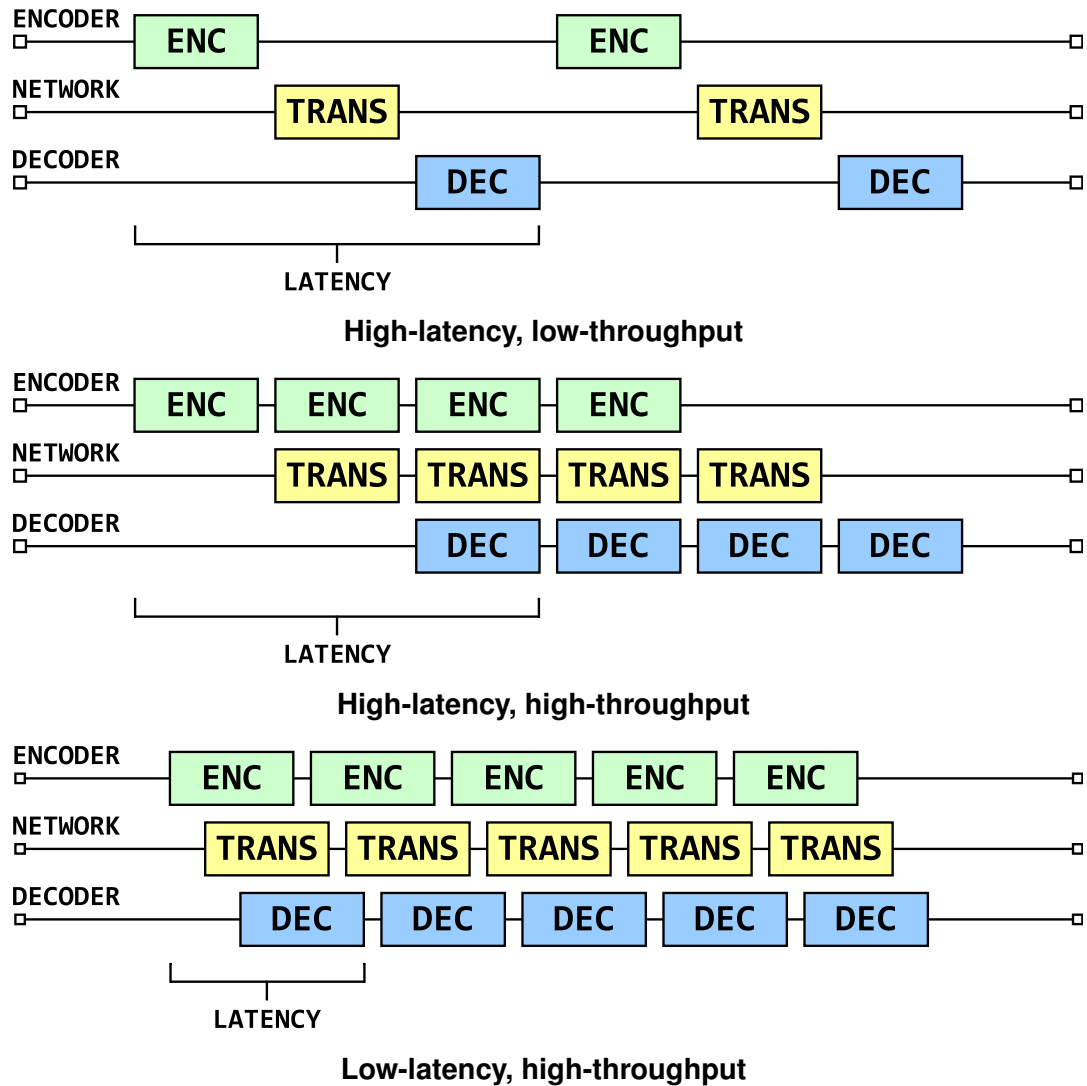 ENCODER
ENC ENC
NETWORK
TRANS TRANS
DECODER
DEC DEC
LATENCY
High-latency, low-throughput
ENCODER
ENC ENC ENC ENC
NETWORK
TRANS TRANS TRANS TRANS
DECODER
DEC DEC DEC DEC
LATENCY
High-latency, high-throughput
ENCODER
ENC ENC ENC ENC ENC
NETWORK
TRANS TRANS TRANS TRANS TRANS
DECODER
DEC DEC DEC DEC DEC
LATENCY
Low-latency, high-throughput